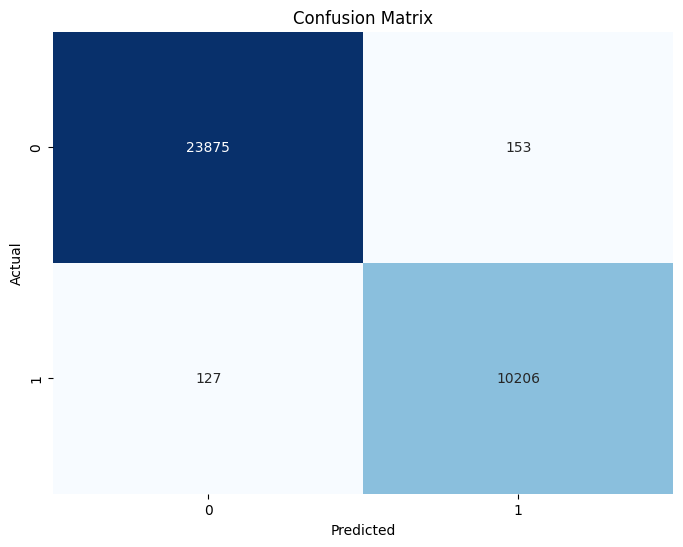 Confusion Matrix
Actual
0
23875
153
1
127
10206
0
1
Predicted